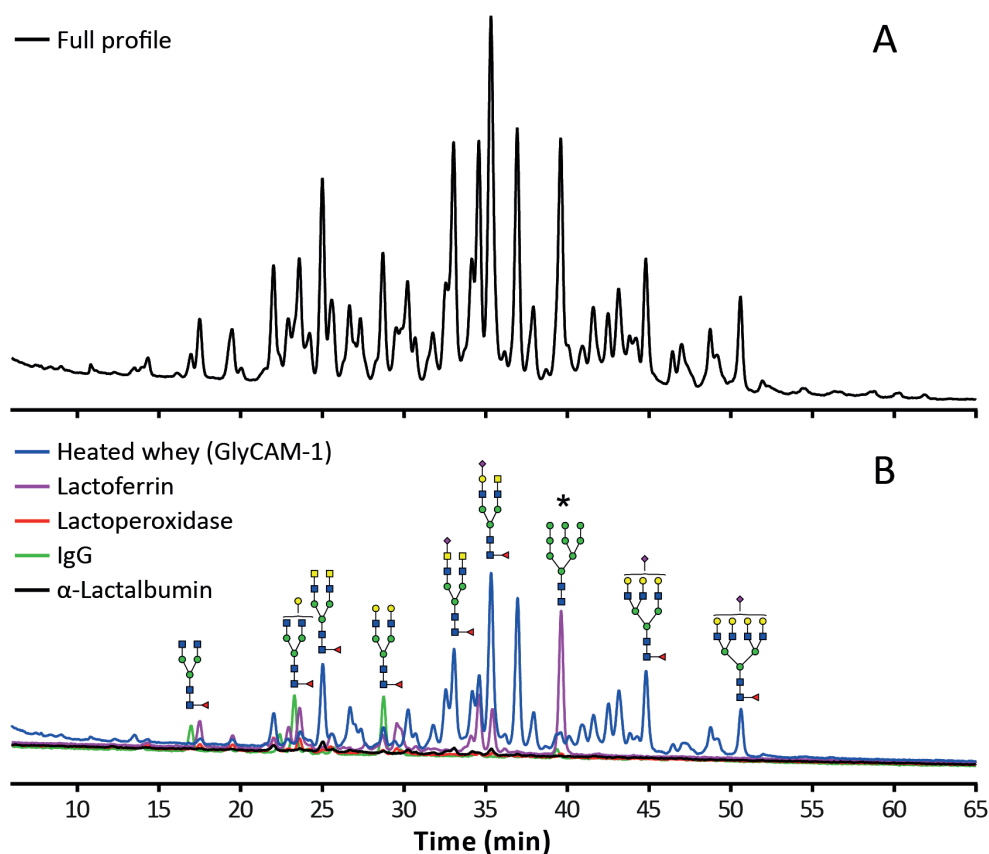 Full profile
A
Heated whey (GlyCAM-1)
Lactoferrin
Lactoperoxidase
IgG
α-Lactalbumin
B
*
10 15 20 25 30 35 40 45 50 55 60 65
Time (min)